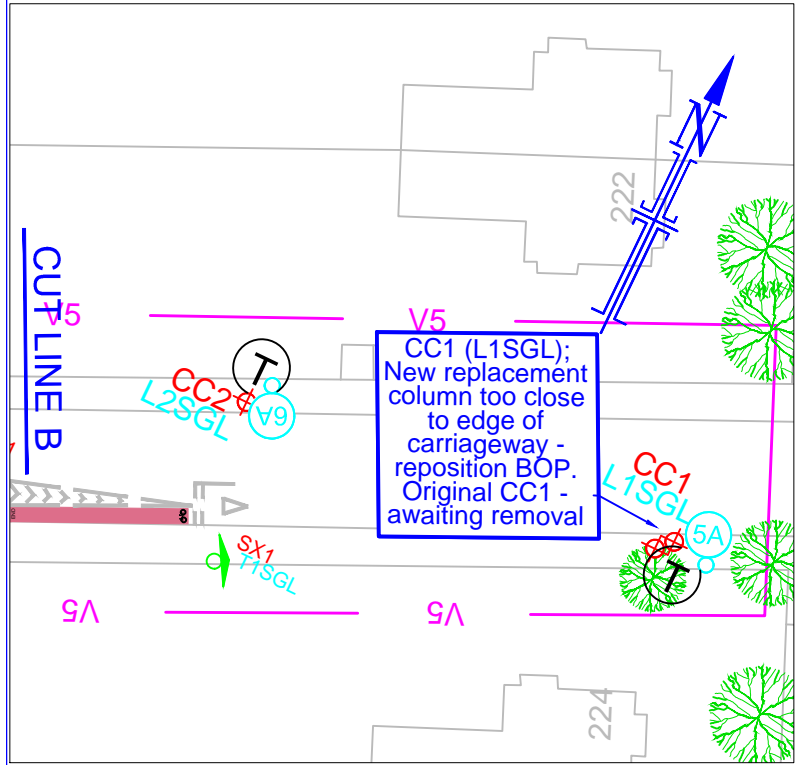 222
N
CUT LINE B
V5
V5
CC1 (L1SGL);
New replacement
column too close
to edge of
carriageway -
reposition BOP.
Original CC1 -
awaiting removal
T
CC2
L2SGL
6A
CC1
L1SGL
5A
T
SX1
T1SGL
V5
V5
224